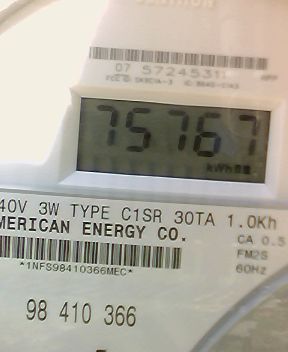 07 5724531
75767
kWh
40V 3W TYPE C1SR 30TA 1.0Kh
MERICAN ENERGY CO.
CA 0.5
*1NFS98410366MEC*
FM2S
60Hz
98 410 366